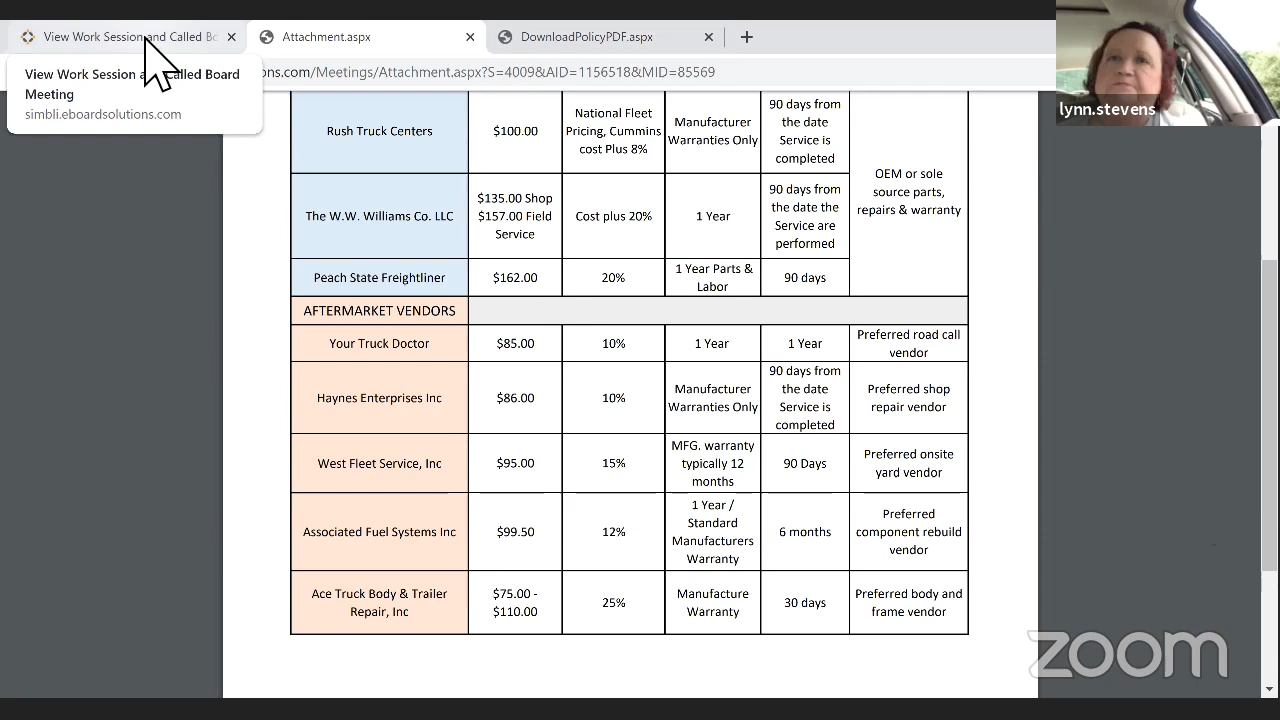 View Work Session and Called Bo
Attachment.aspx
DownloadPolicyPDF.aspx
View Work Session a Called Board
Meeting
simbli.eboardsolutions.com
ons.com/Meetings/Attachment.aspx?S=4009&AID=1156518&MID=85569
lynn.stevens
Rush Truck Centers
$100.00
National Fleet
Pricing, Cummins
cost Plus 8%
Manufacturer
Warranties Only
90 days from
the date
Service is
completed
OEM or sole
source parts,
repairs & warranty
The W.W. Williams Co. LLC
$135.00 Shop
$157.00 Field
Service
Cost plus 20%
1 Year
90 days from
the date the
Service are
performed
Peach State Freightliner
$162.00
20%
1 Year Parts &
Labor
90 days
AFTERMARKET VENDORS
Your Truck Doctor
$85.00
10%
1 Year
1 Year
Preferred road call
vendor
Haynes Enterprises Inc
$86.00
10%
Manufacturer
Warranties Only
90 days from
the date
Service is
completed
Preferred shop
repair vendor
West Fleet Service, Inc
$95.00
15%
MFG. warranty
typically 12
months
90 Days
Preferred onsite
yard vendor
Associated Fuel Systems Inc
$99.50
12%
1 Year /
Standard
Manufacturers
Warranty
6 months
Preferred
component rebuild
vendor
Ace Truck Body & Trailer
Repair, Inc
$75.00 -
$110.00
25%
Manufacture
Warranty
30 days
Preferred body and
frame vendor
zoom